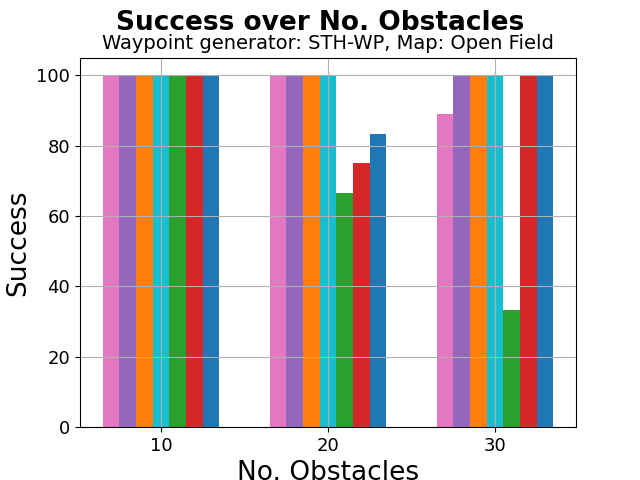 Success over No. Obstacles
Waypoint generator: STH-WP, Map: Open Field
100
80
60
40
20
0
Success
10 20 30
No. Obstacles